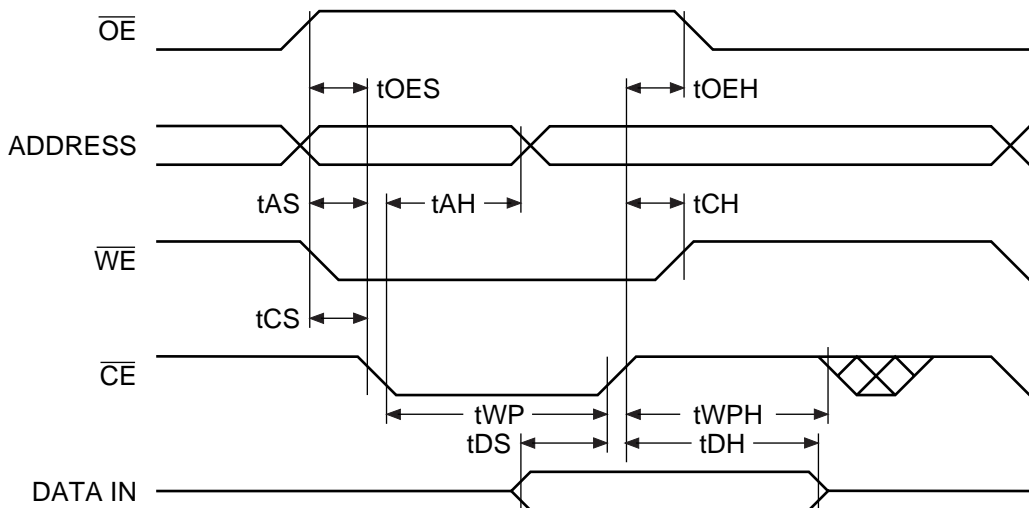 OE
tOES
tOEH
ADDRESS
tAS
tAH
tCH
WE
tCS
CE
tWP
tWPH
tDS
tDH
DATA IN